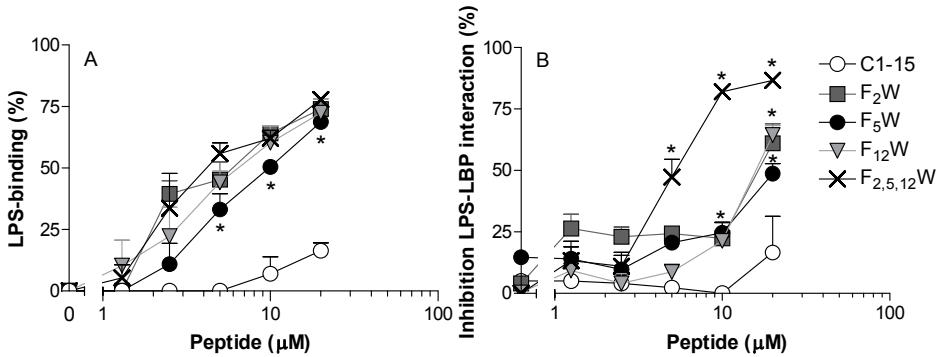 A
LPS-binding (%)
100
75
50
25
0
* * *
0 1 10 100
Peptide (μM)
B
Inhibition LPS-LBP interaction (%)
100
75
50
25
0
* * * * * *
1 10 100
Peptide (μM)
C1-15
F₂W
F₅W
F₁₂W
F₂,₅,₁₂W